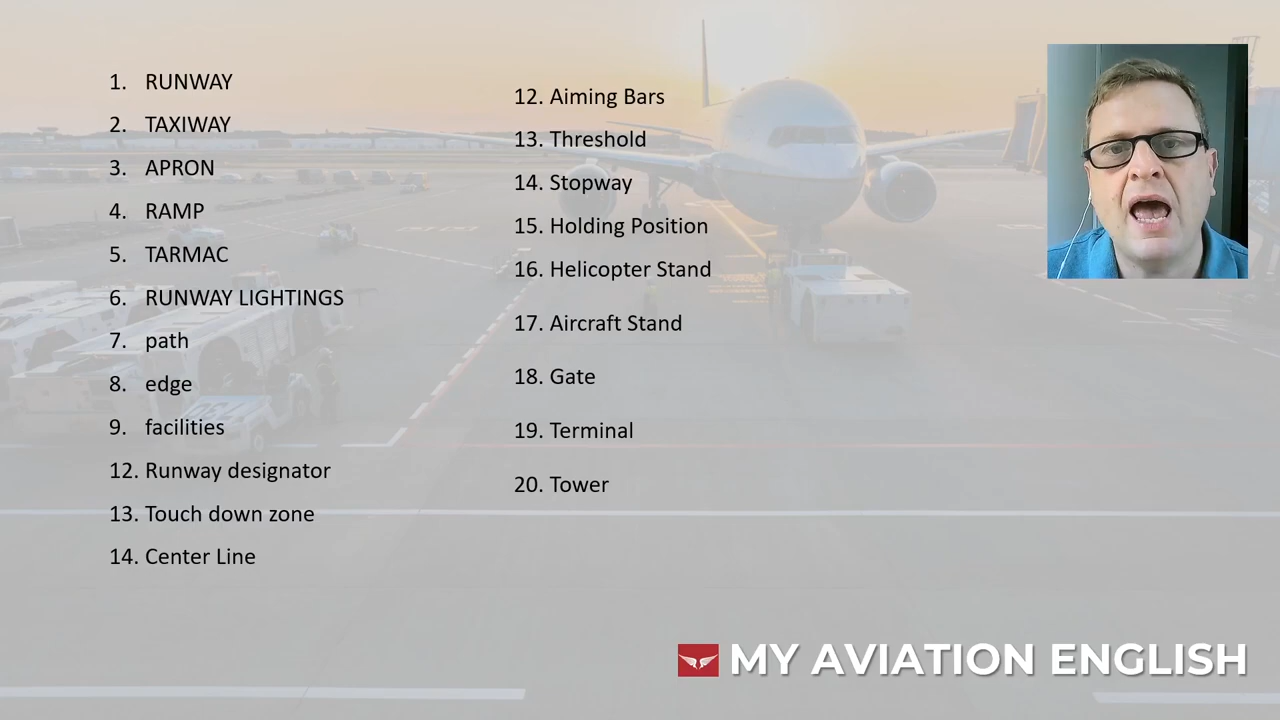 1. RUNWAY
2. TAXIWAY
3. APRON
4. RAMP
5. TARMAC
6. RUNWAY LIGHTINGS
7. path
8. edge
9. facilities
12. Runway designator
13. Touch down zone
14. Center Line
12. Aiming Bars
13. Threshold
14. Stopway
15. Holding Position
16. Helicopter Stand
17. Aircraft Stand
18. Gate
19. Terminal
20. Tower
MY AVIATION ENGLISH